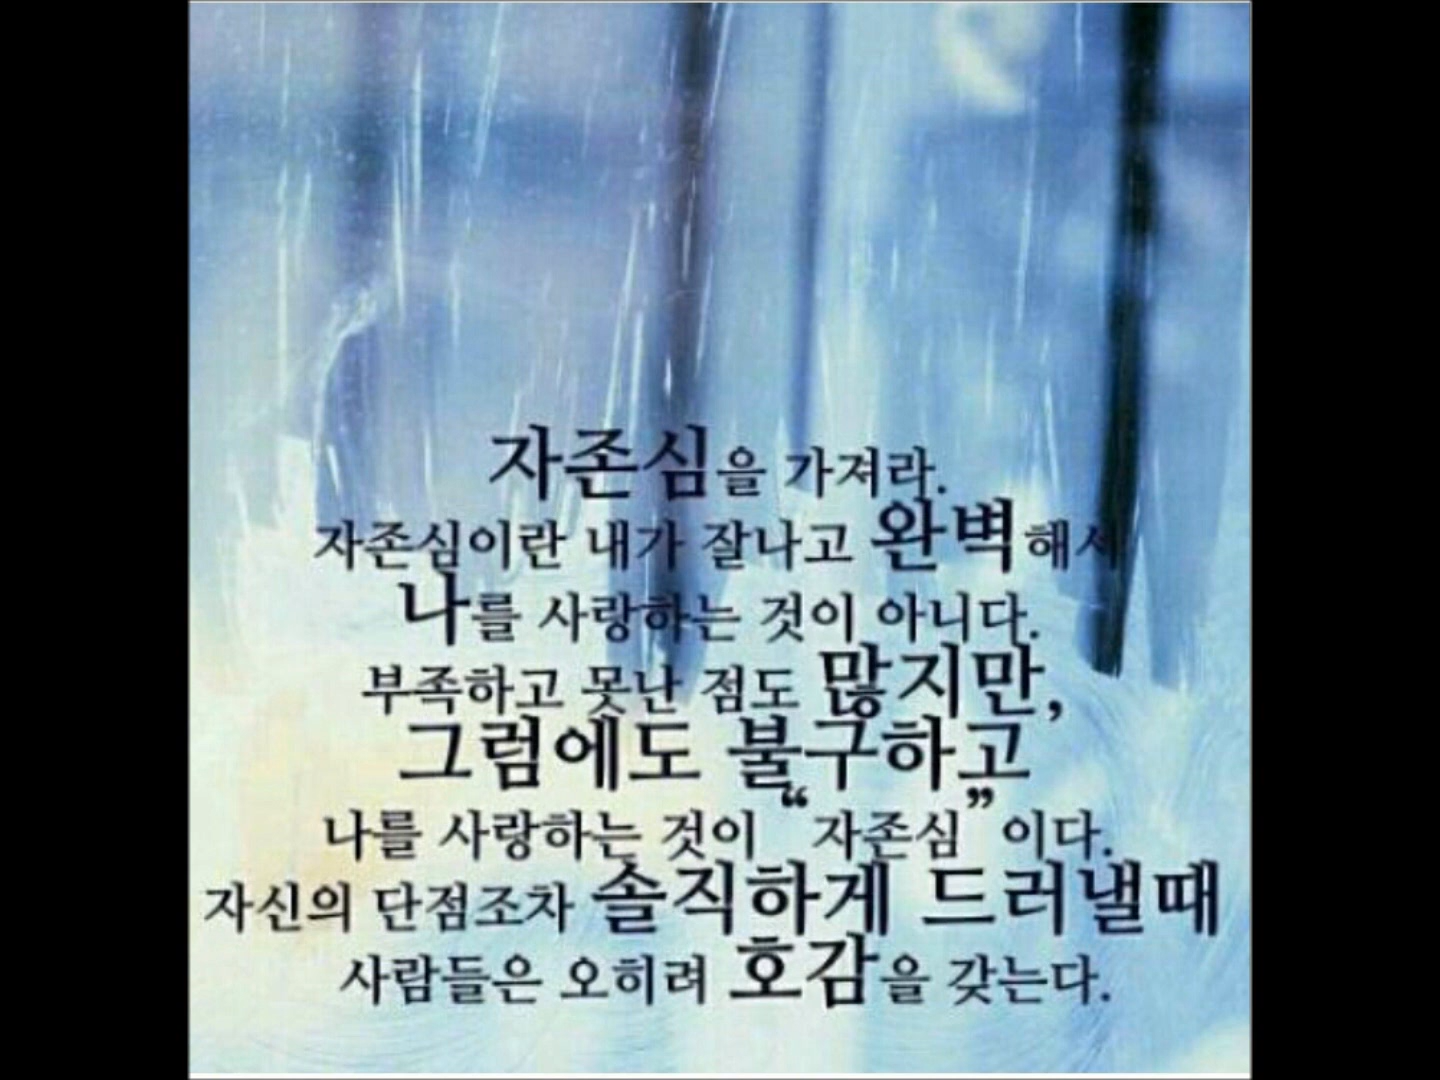 자존심을 가져라.
자존심이란 내가 잘나고 완벽해서
나를 사랑하는 것이 아니다.
부족하고 못난 점도 많지만,
그럼에도 불구하고
나를 사랑하는 것이 “자존심”이다.
자신의 단점조차 솔직하게 드러낼때
사람들은 오히려 호감을 갖는다.